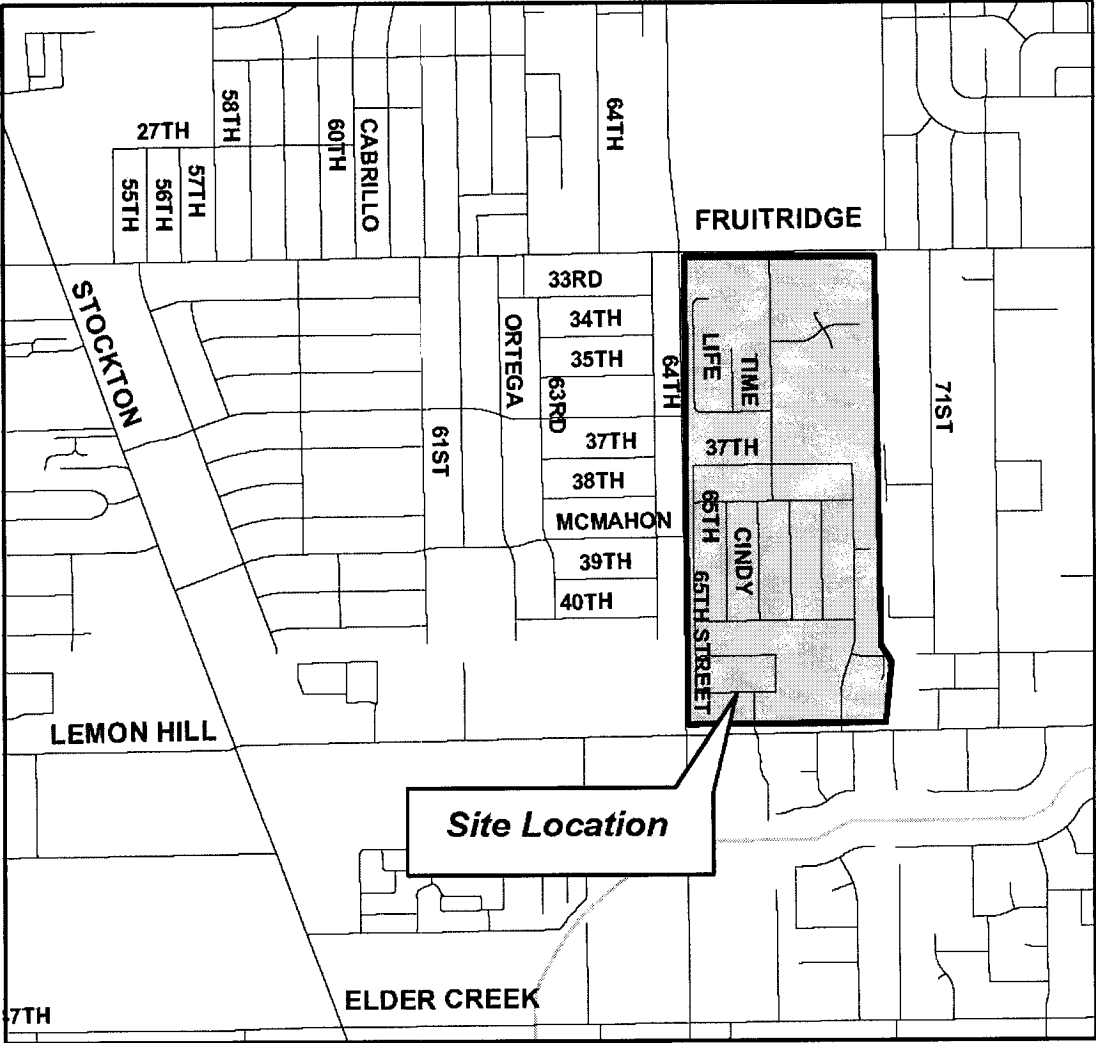 58TH
64TH
27TH
60TH
CABRILLO
57TH
55TH
56TH
FRUITRIDGE
33RD
STOCKTON
34TH
ORTEGA
LIFE
TIME
35TH
64TH
63RD
71ST
61ST
37TH
37TH
38TH
65TH
MCMAHON
CINDY
39TH
65TH STREET
40TH
LEMON HILL
Site Location
ELDER CREEK